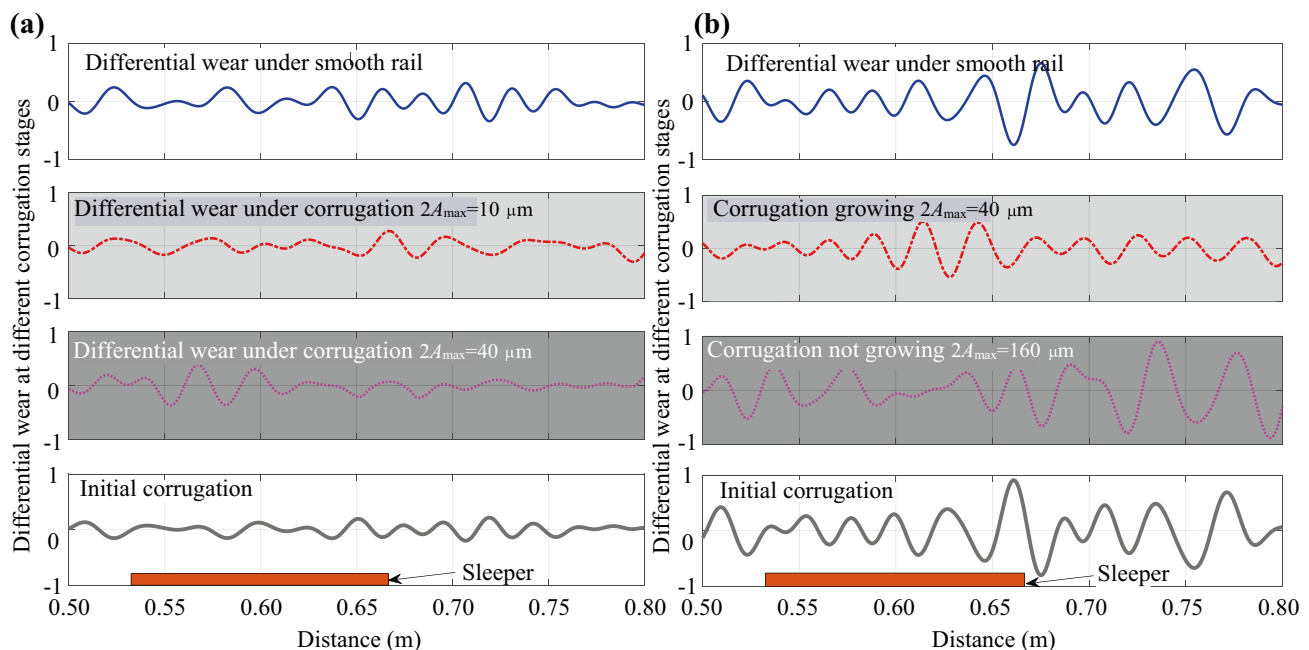 (a)
Differential wear at different corrugation stages
1
Differential wear under smooth rail
0
-1
1
Differential wear under corrugation 2Amax=10 μm
0
-1
1
Differential wear under corrugation 2Amax=40 μm
0
-1
1
Initial corrugation
0
-1
Sleeper
0.50 0.55 0.60 0.65 0.70 0.75 0.80
Distance (m)
(b)
Differential wear at different corrugation stages
1
Differential wear under smooth rail
0
-1
1
Corrugation growing 2Amax=40 μm
0
-1
1
Corrugation not growing 2Amax=160 μm
0
-1
1
Initial corrugation
0
-1
Sleeper
0.50 0.55 0.60 0.65 0.70 0.75 0.80
Distance (m)